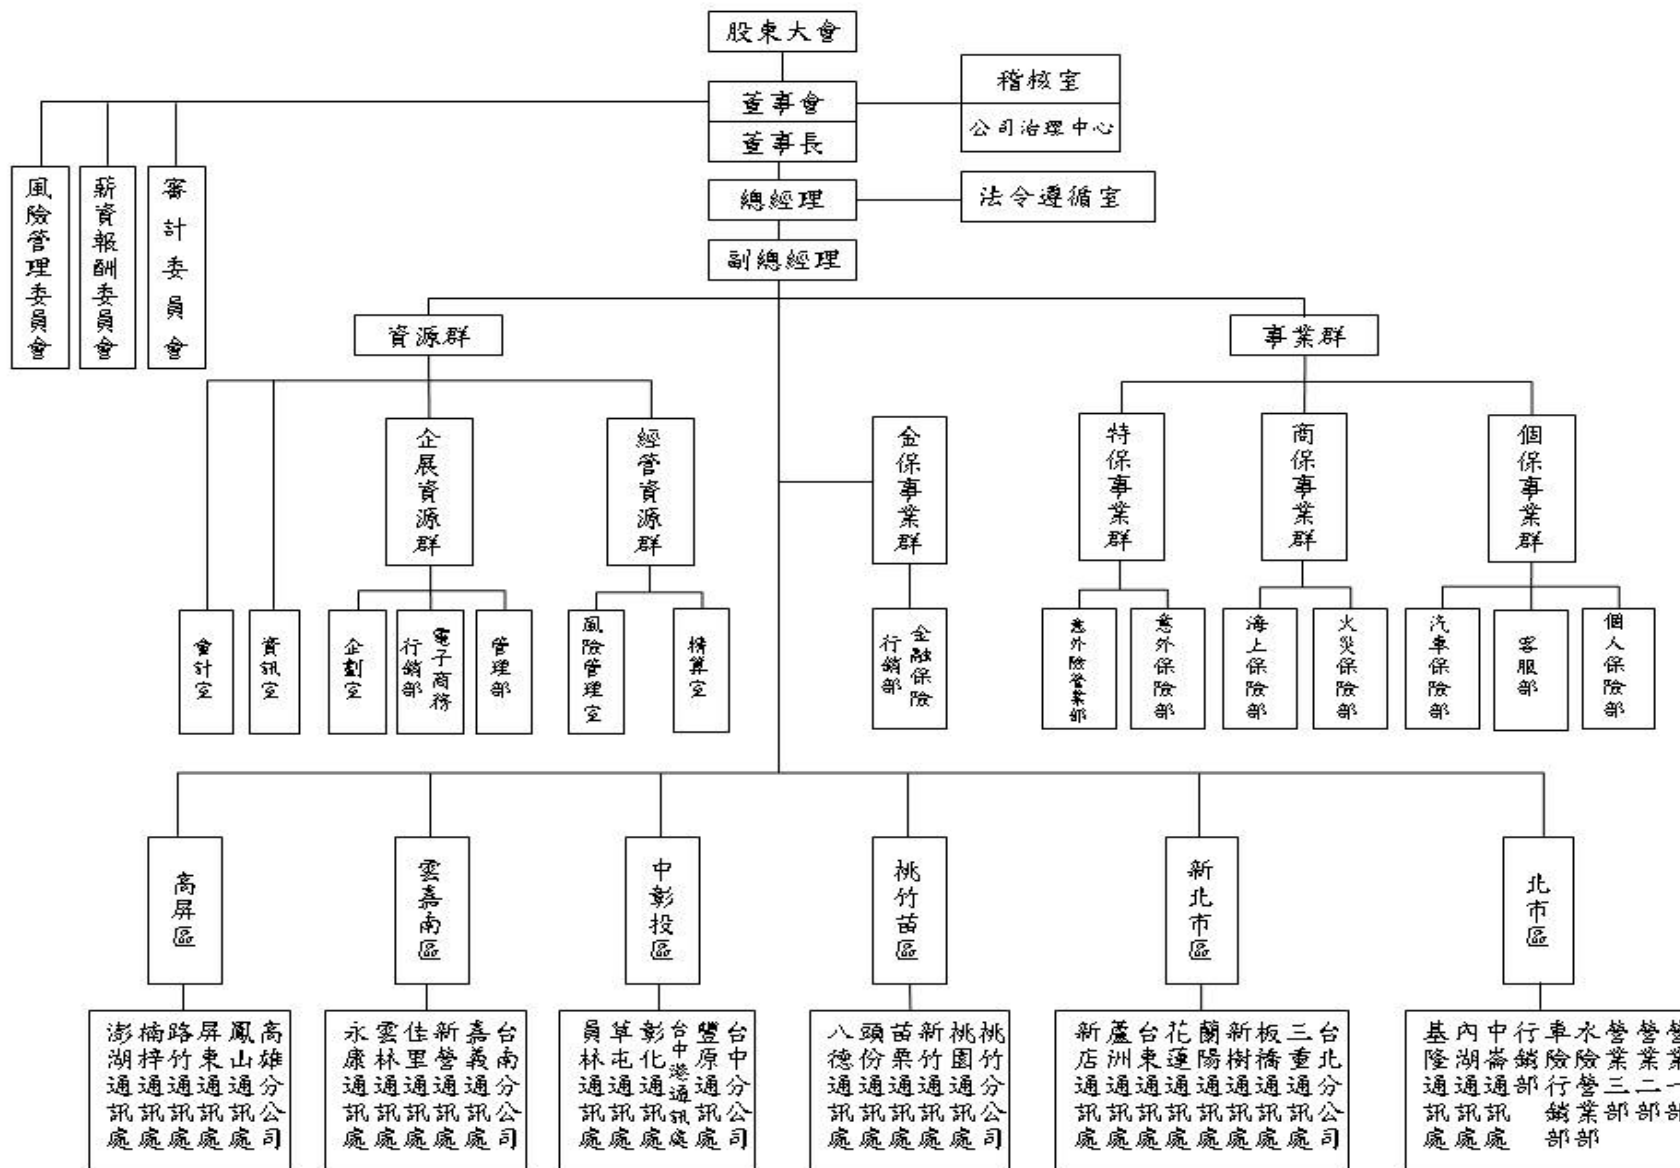 股東大會
董事會
董事長
稽核室
公司治理中心
總經理
法令遵循室
副總經理
風險管理委員會
薪資報酬委員會
審計委員會
資源群
事業群
企展資源群
經管資源群
金保事業群
特保事業群
商保事業群
個保事業群
會計室
資訊室
企劃室
電子商務
行銷部
管理部
風險管理室
精算室
金融保險
行銷部
意外險營業部
意外保險部
海上保險部
火災保險部
汽車保險部
客服部
個人保險部
高屏區
雲嘉南區
中彰投區
桃竹苗區
新北市區
北市區
高雄分公司
鳳山通訊處
屏東通訊處
路竹通訊處
楠梓通訊處
澎湖通訊處
台南分公司
嘉義通訊處
新營通訊處
佳里通訊處
雲林通訊處
永康通訊處
台中分公司
豐原通訊處
台中港通訊處
彰化通訊處
草屯通訊處
員林通訊處
桃竹分公司
桃園通訊處
新竹通訊處
苗栗通訊處
頭份通訊處
八德通訊處
台北分公司
三重通訊處
板橋通訊處
新樹通訊處
蘭陽通訊處
花蓮通訊處
台東通訊處
蘆洲通訊處
新店通訊處
營業一部
營業二部
營業三部
水險營業部
車險行銷部
行銷部
中崙通訊處
內湖通訊處
基隆通訊處